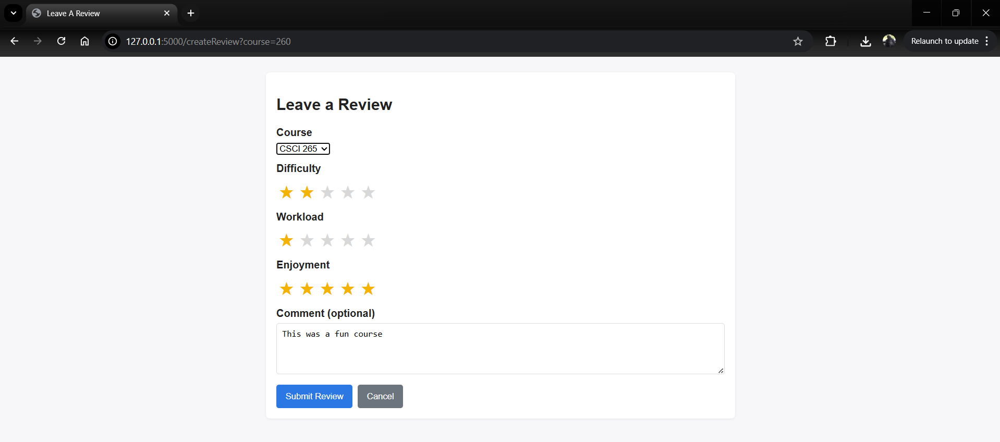 Leave A Review
127.0.0.1:5000/createReview?course=260
Relaunch to update
Leave a Review
Course
CSCI 265
Difficulty
Workload
Enjoyment
Comment (optional)
This was a fun course
Submit Review
Cancel